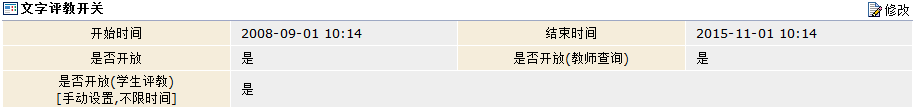 文字评教开关 修改
开始时间 2008-09-01 10:14 结束时间 2015-11-01 10:14
是否开放 是 是否开放(教师查询) 是
是否开放(学生评教)
[手动设置,不限时间] 是